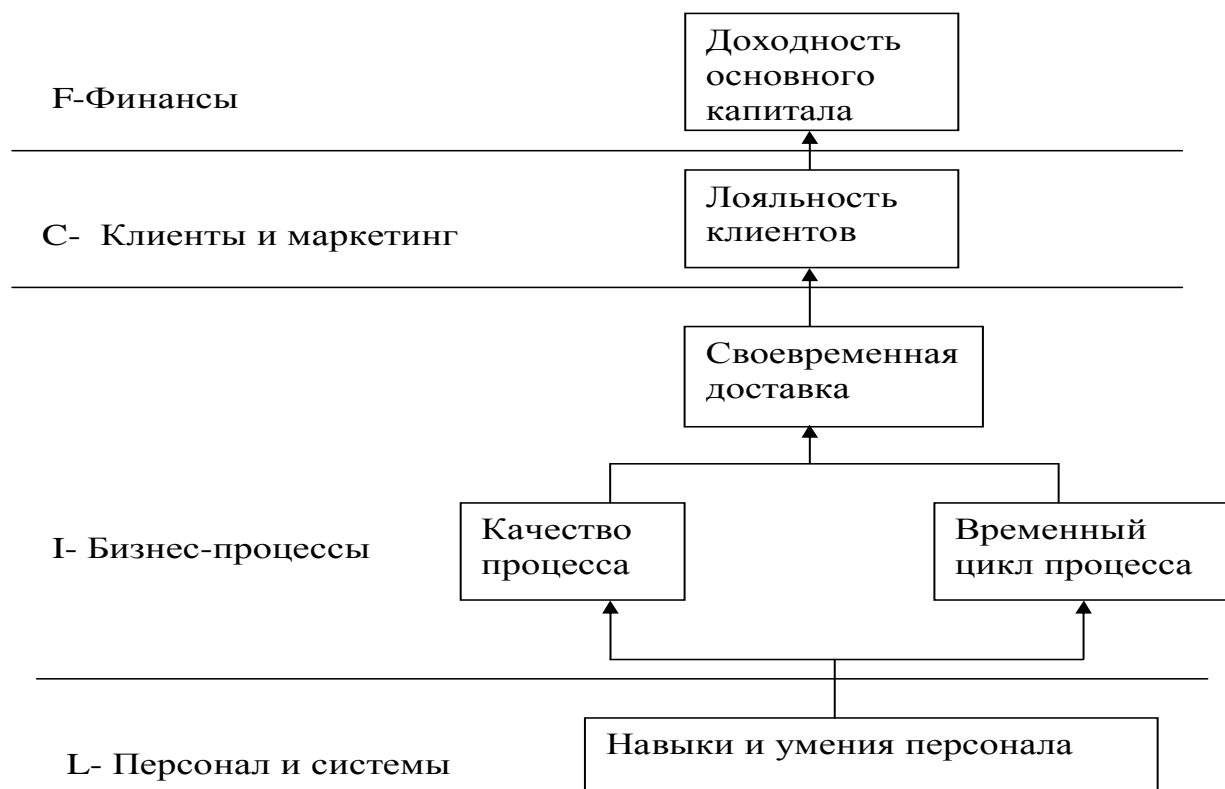 Доходность
основного
капитала
F-Финансы
Лояльность
клиентов
C- Клиенты и маркетинг
Своевременная
доставка
Качество
процесса
Временный
цикл процесса
I- Бизнес-процессы
Навыки и умения персонала
L- Персонал и системы